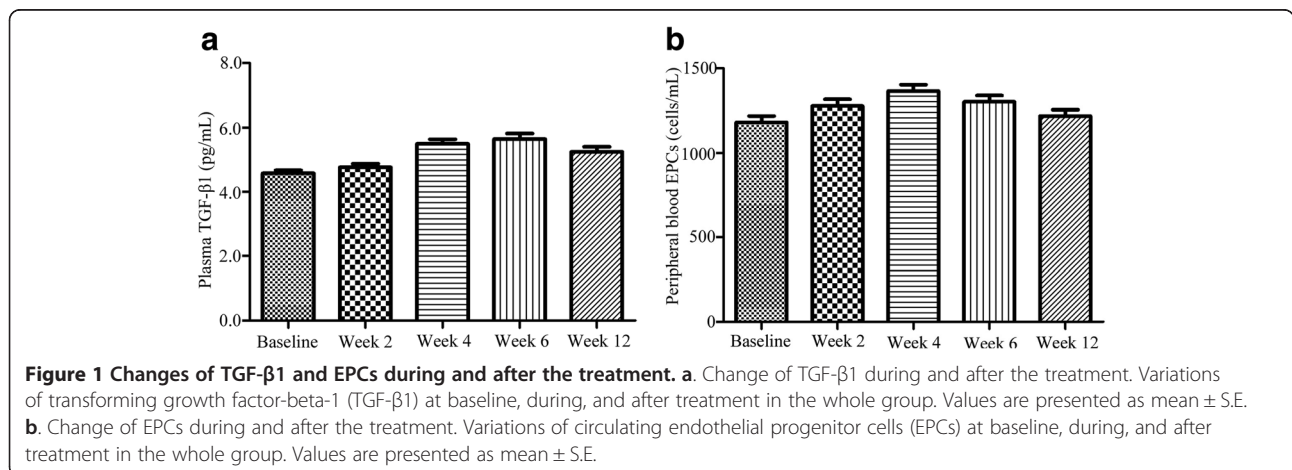 a
8.0
6.0
4.0
2.0
0.0
Plasma TGF-β1 (pg/mL)
Baseline Week 2 Week 4 Week 6 Week 12
b
1500
1000
500
0
Peripheral blood EPCs (cells/mL)
Baseline Week 2 Week 4 Week 6 Week 12
Figure 1 Changes of TGF-β1 and EPCs during and after the treatment. a. Change of TGF-β1 during and after the treatment. Variations
of transforming growth factor-beta-1 (TGF-β1) at baseline, during, and after treatment in the whole group. Values are presented as mean ± S.E.
b. Change of EPCs during and after the treatment. Variations of circulating endothelial progenitor cells (EPCs) at baseline, during, and after
treatment in the whole group. Values are presented as mean ± S.E.